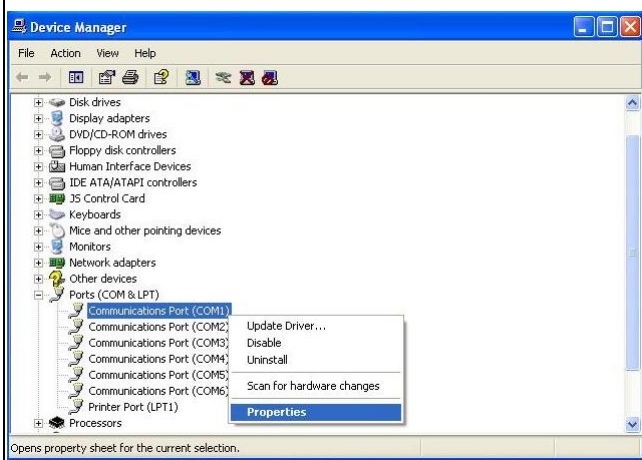 Device Manager
File Action View Help
Disk drives
Display adapters
DVD/CD-ROM drives
Floppy disk controllers
Human Interface Devices
IDE ATA/ATAPI controllers
JS Control Card
Keyboards
Mice and other pointing devices
Monitors
Network adapters
Other devices
Ports (COM & LPT)
Communications Port (COM1)
Communications Port (COM2)
Communications Port (COM3)
Communications Port (COM4)
Communications Port (COM5)
Communications Port (COM6)
Printer Port (LPT1)
Processors
Update Driver...
Disable
Uninstall
Scan for hardware changes
Properties
Opens property sheet for the current selection.